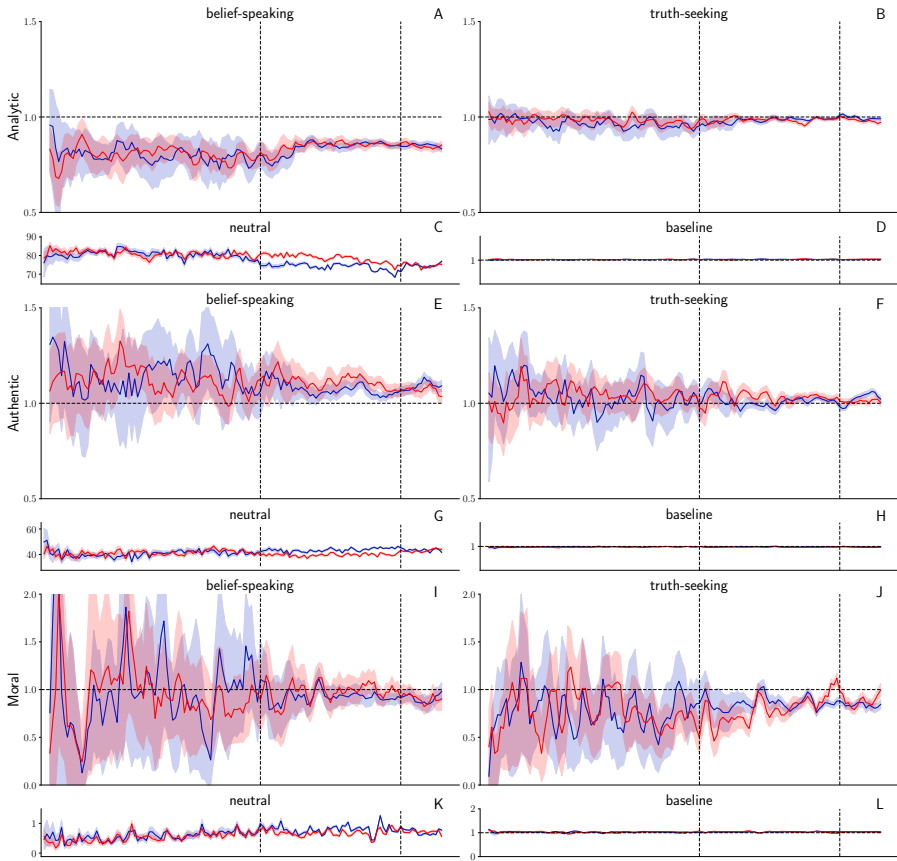 belief-speaking A
truth-seeking B
1.5
1.0
0.5
Analytic
1.5
1.0
0.5
neutral C
baseline D
90
80
70
1
belief-speaking E
truth-seeking F
1.5
1.0
0.5
Authentic
1.5
1.0
0.5
neutral G
baseline H
60
40
1
belief-speaking I
truth-seeking J
2.0
1.5
1.0
0.5
0.0
Moral
2.0
1.5
1.0
0.5
0.0
neutral K
baseline L
1
0
2
1
0